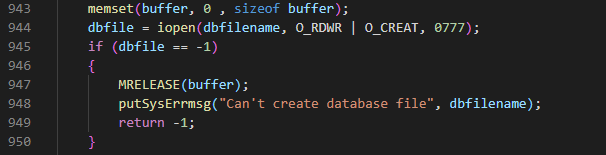 943 memset(buffer, 0 , sizeof buffer);
944 dbfile = iopen(dbfilename, O_RDWR | O_CREAT, 0777);
945 if (dbfile == -1)
946 {
947 MRELEASE(buffer);
948 putSysErrmsg("Can't create database file", dbfilename);
949 return -1;
950 }